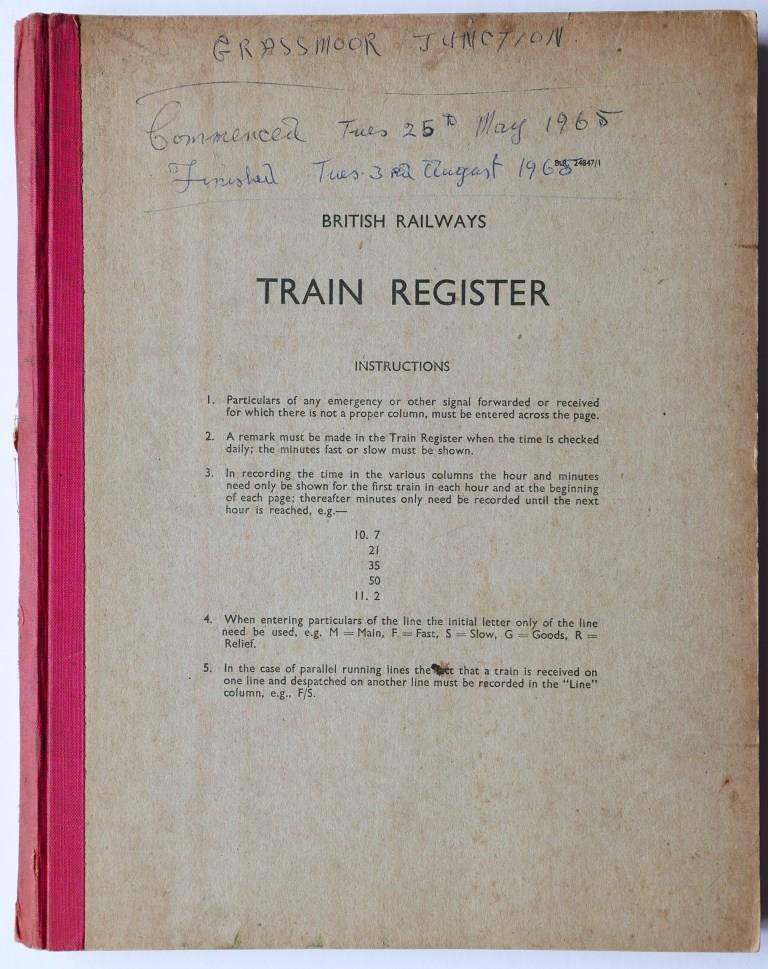 GRASSMOOR JUNCTION
Commenced Tues 25th May 1965
Finished Tues. 3rd August 1965
B.R. 24847/1
BRITISH RAILWAYS
TRAIN REGISTER
INSTRUCTIONS
1. Particulars of any emergency or other signal forwarded or received
for which there is not a proper column, must be entered across the page.
2. A remark must be made in the Train Register when the time is checked
daily; the minutes fast or slow must be shown.
3. In recording the time in the various columns the hour and minutes
need only be shown for the first train in each hour and at the beginning
of each page; thereafter minutes only need be recorded until the next
hour is reached, e.g.—
10. 7
21
35
50
11. 2
4. When entering particulars of the line the initial letter only of the line
need be used, e.g. M = Main, F = Fast, S = Slow, G = Goods, R =
Relief.
5. In the case of parallel running lines the fact that a train is received on
one line and despatched on another line must be recorded in the "Line"
column, e.g., F/S.